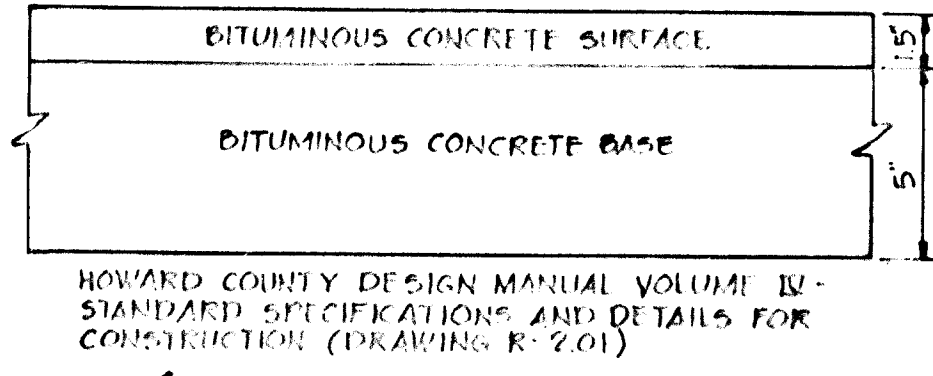 BITUMINOUS CONCRETE SURFACE
1.5"
BITUMINOUS CONCRETE BASE
5"
HOWARD COUNTY DESIGN MANUAL VOLUME IV -
STANDARD SPECIFICATIONS AND DETAILS FOR
CONSTRUCTION (DRAWING R-2.01)